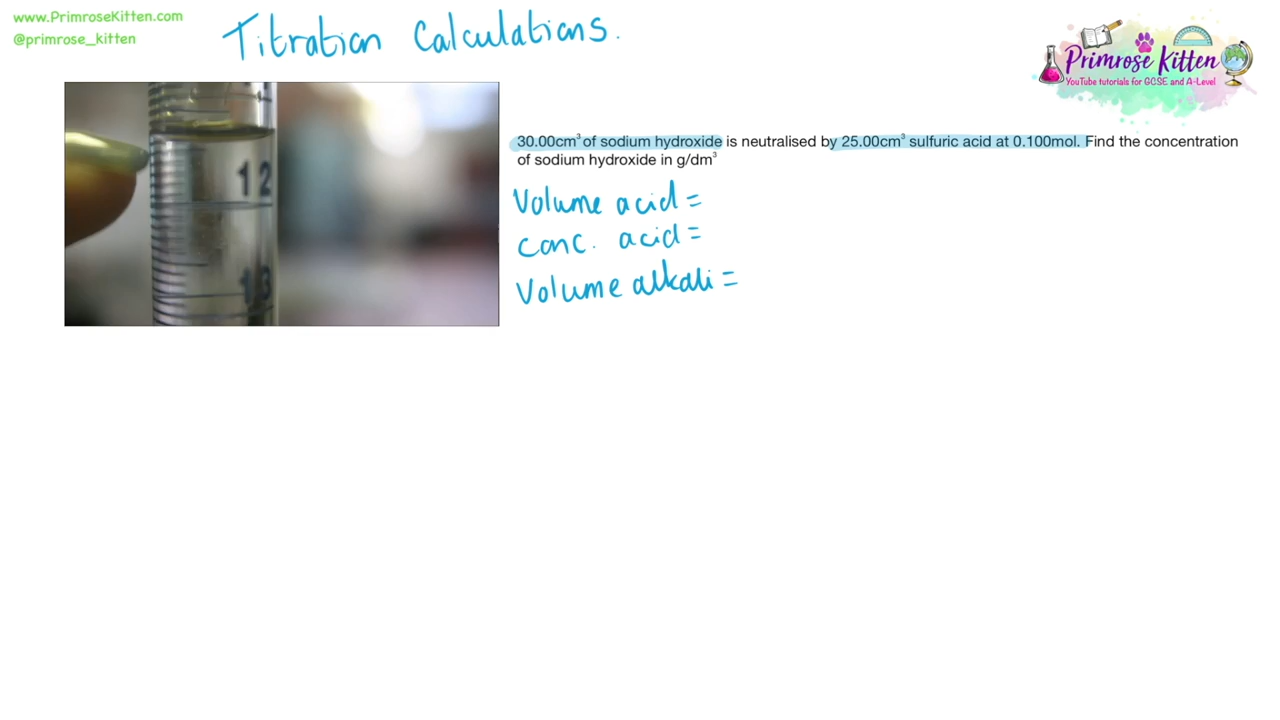 www.PrimroseKitten.com
@primrose_kitten
Titration Calculations.
Primrose Kitten
YouTube tutorials for GCSE and A-Level
12
13
30.00cm³ of sodium hydroxide is neutralised by 25.00cm³ sulfuric acid at 0.100mol. Find the concentration
of sodium hydroxide in g/dm³
Volume acid =
conc. acid =
Volume alkali =